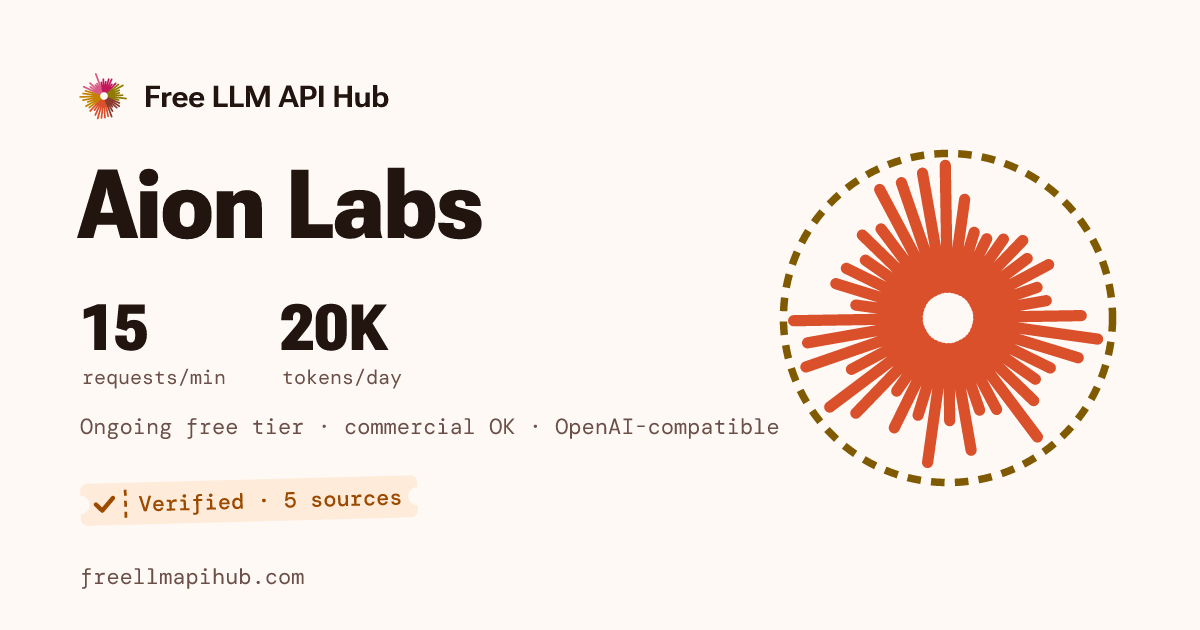 Free LLM API Hub
Aion Labs
15 20K
requests/min tokens/day
Ongoing free tier · commercial OK · OpenAI-compatible
Verified · 5 sources
freellmapihub.com